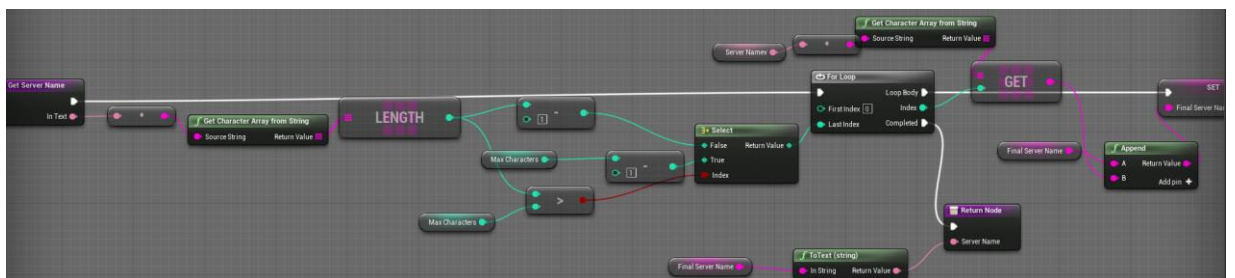 Get Server Name
In Text
Get Character Array from String
Source String Return Value
LENGTH
1 -
Max Characters
1 -
>
Max Characters
Select
False Return Value
True
Index
For Loop
Loop Body
First Index 0 Index
Last Index Completed
Server Name
Get Character Array from String
Source String Return Value
GET
SET
Final Server
Final Server Name
Append
A Return Value
B Add pin +
Return Node
Server Name
Final Server Name
ToText (string)
In String Return Value